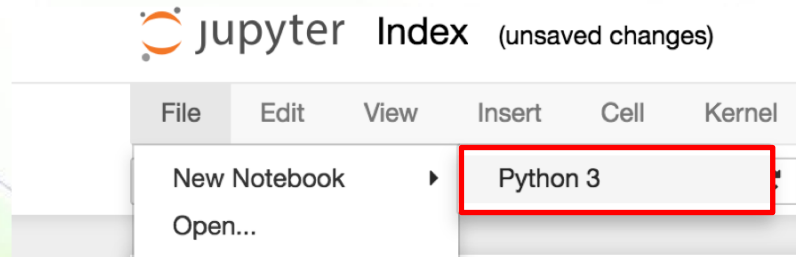 jupyter Index (unsaved changes)
File Edit View Insert Cell Kernel
New Notebook Python 3
Open...